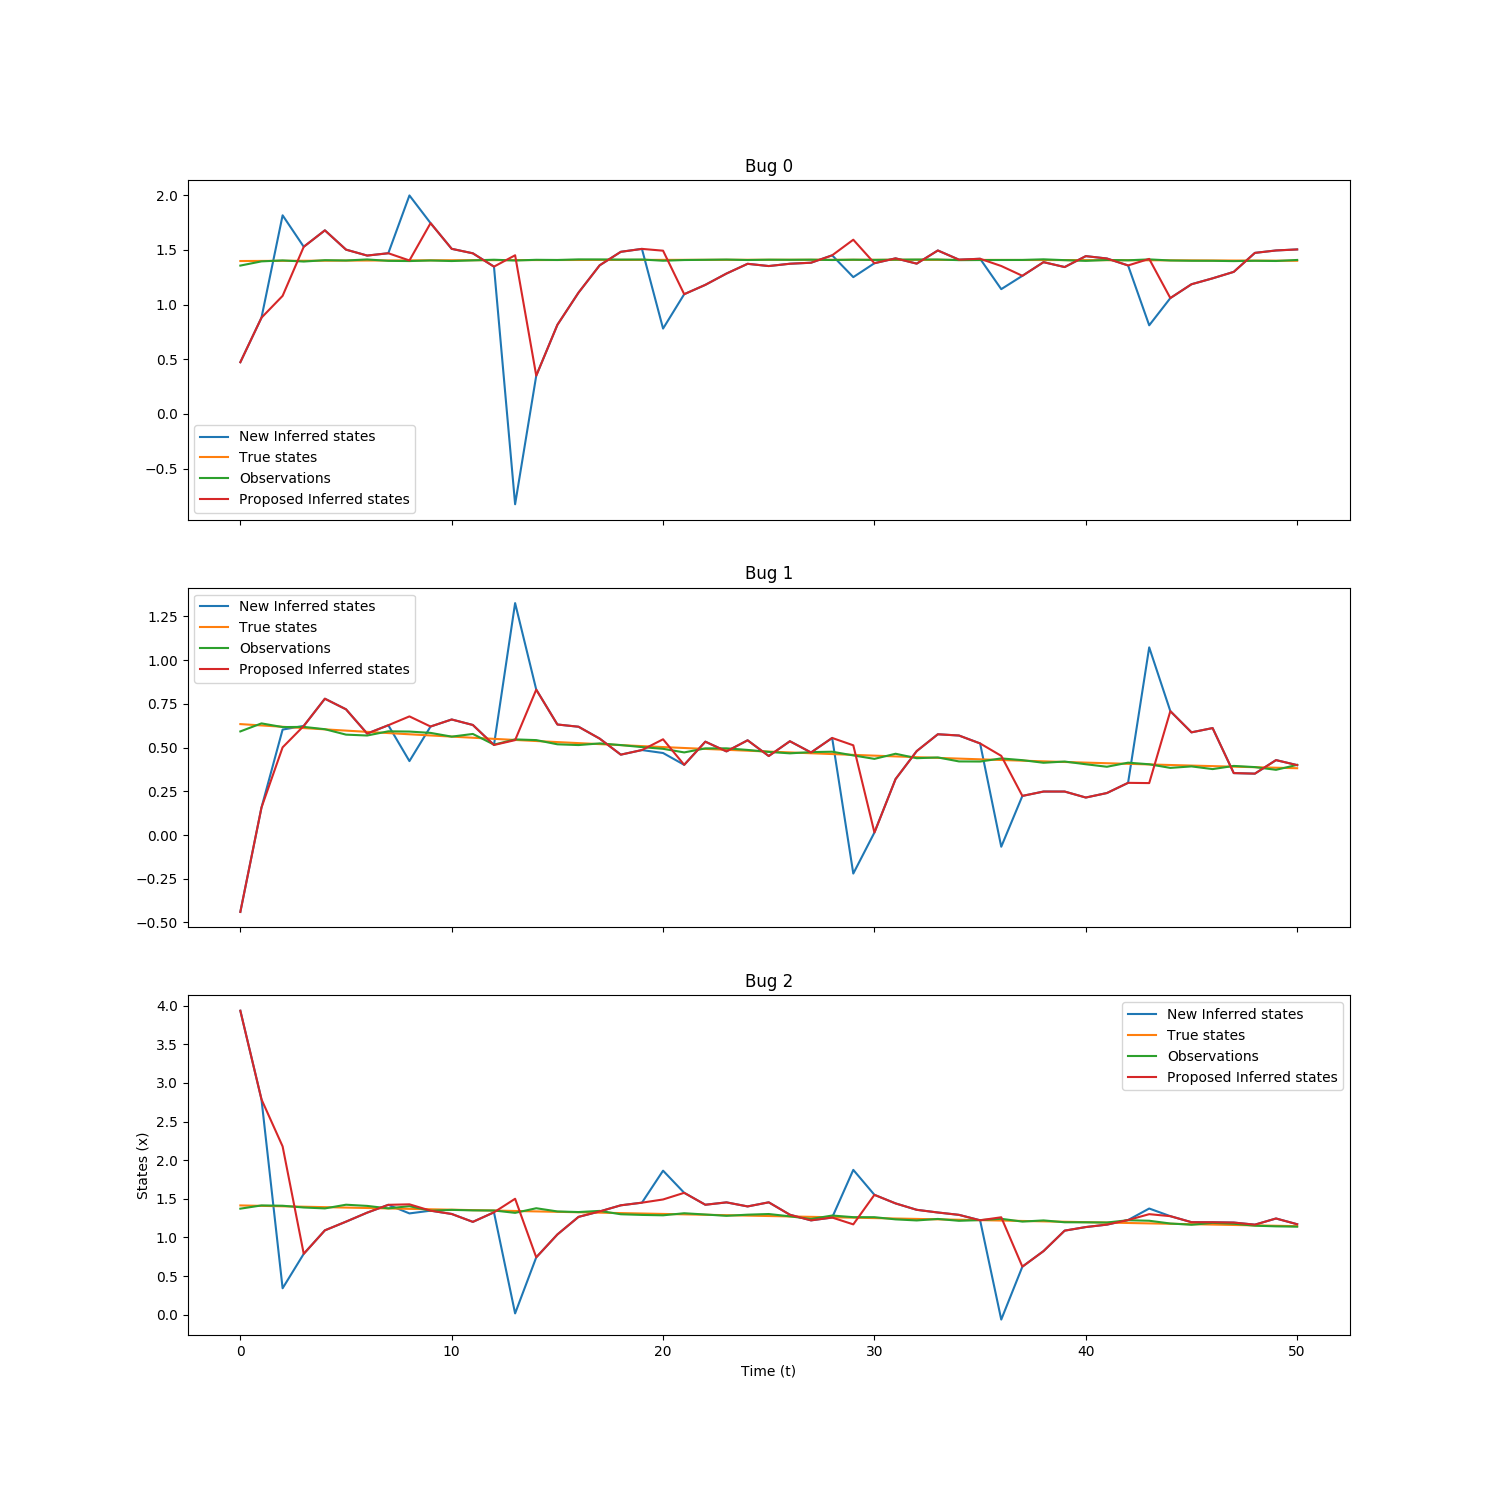 Bug 0
2.0
1.5
1.0
0.5
0.0
−0.5
New Inferred states
True states
Observations
Proposed Inferred states
Bug 1
1.25
1.00
0.75
0.50
0.25
0.00
−0.25
−0.50
New Inferred states
True states
Observations
Proposed Inferred states
Bug 2
States (x)
4.0
3.5
3.0
2.5
2.0
1.5
1.0
0.5
0.0
New Inferred states
True states
Observations
Proposed Inferred states
0 10 20 30 40 50
Time (t)